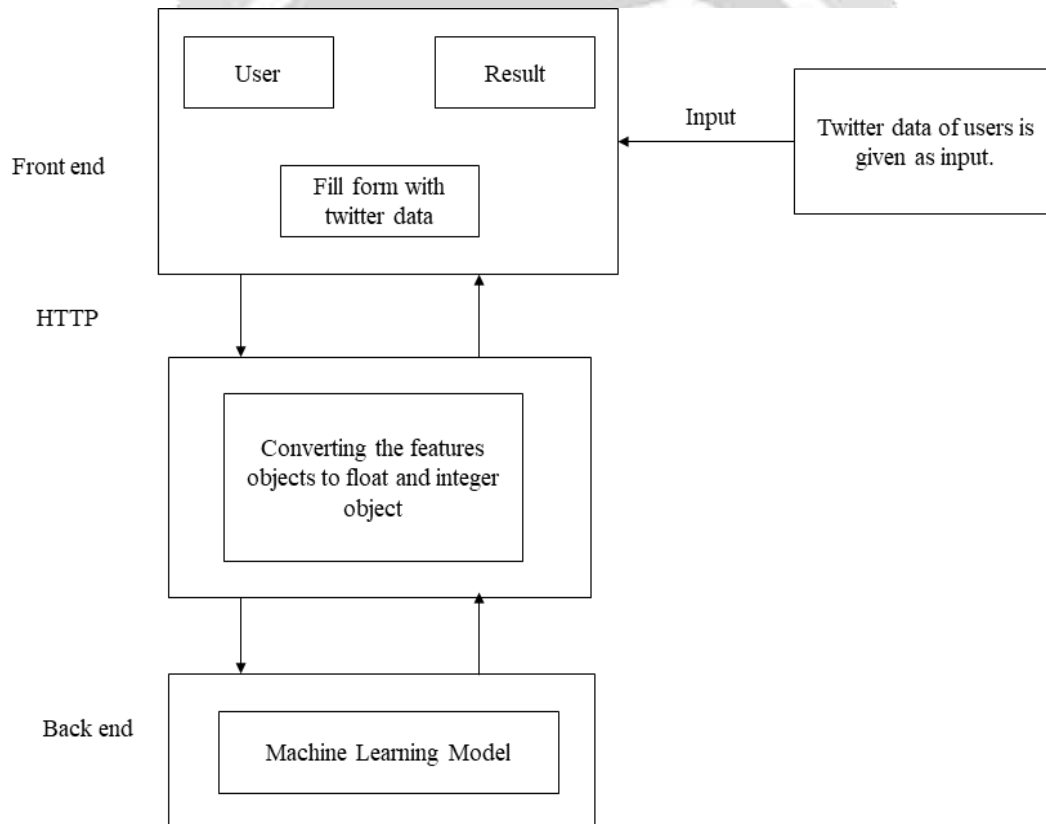 User
Result
Input
Twitter data of users is
given as input.
Front end
Fill form with
twitter data
HTTP
Converting the features
objects to float and integer
object
Back end
Machine Learning Model